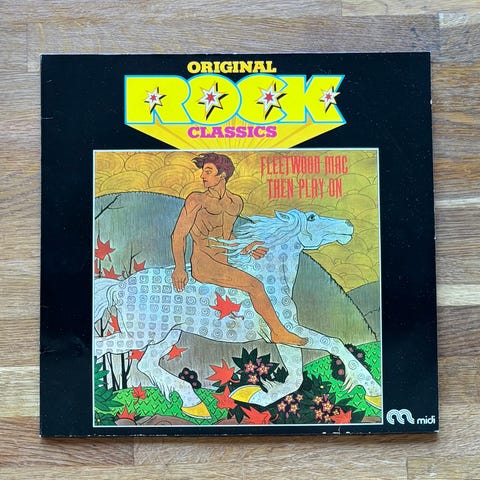 ORIGINAL
ROCK
CLASSICS
FLEETWOOD MAC
THEN PLAY ON
midi